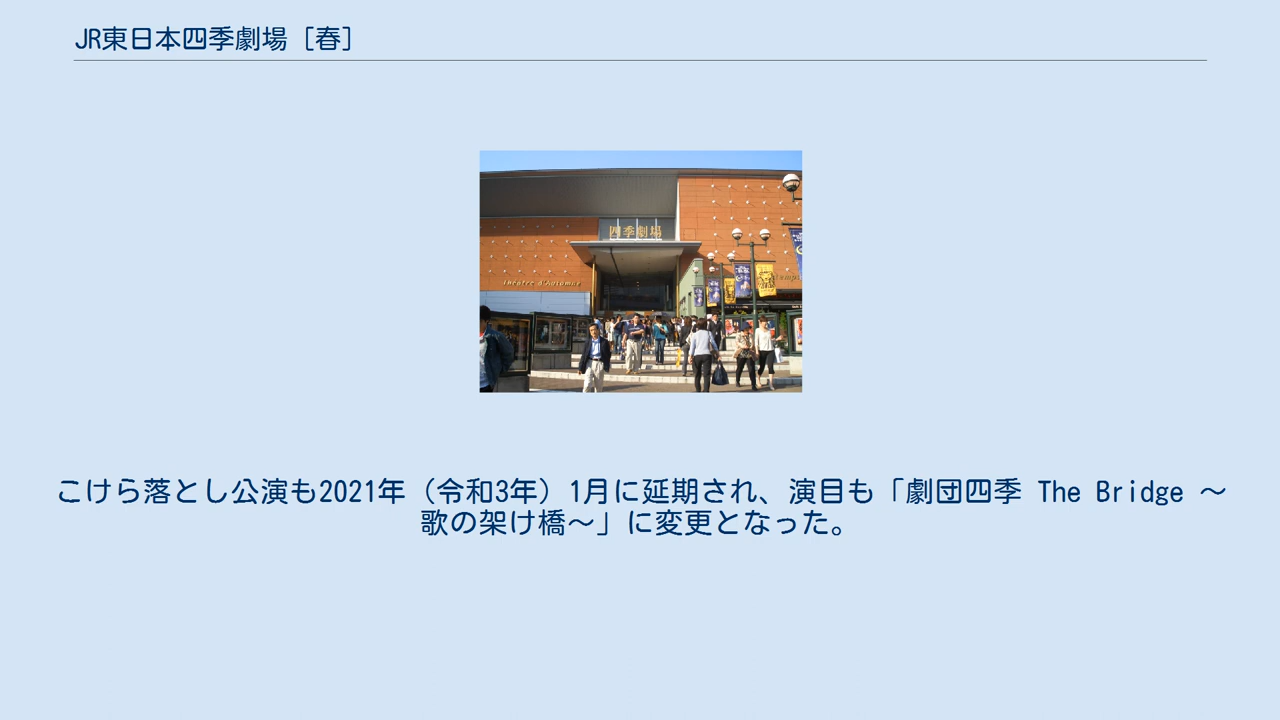 JR東日本四季劇場［春］
四季劇場
Théâtre d'Automne
こけら落とし公演も2021年（令和3年）1月に延期され、演目も「劇団四季 The Bridge ～
歌の架け橋～」に変更となった。